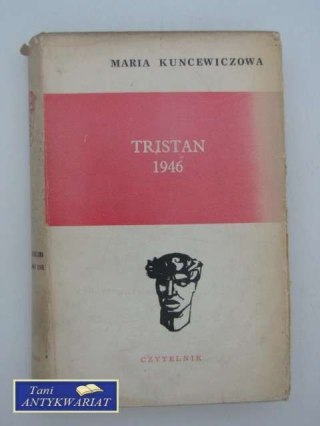 MARIA KUNCEWICZOWA
TRISTAN
1946
CZYTELNIK
Tani
ANTYKWARIAT